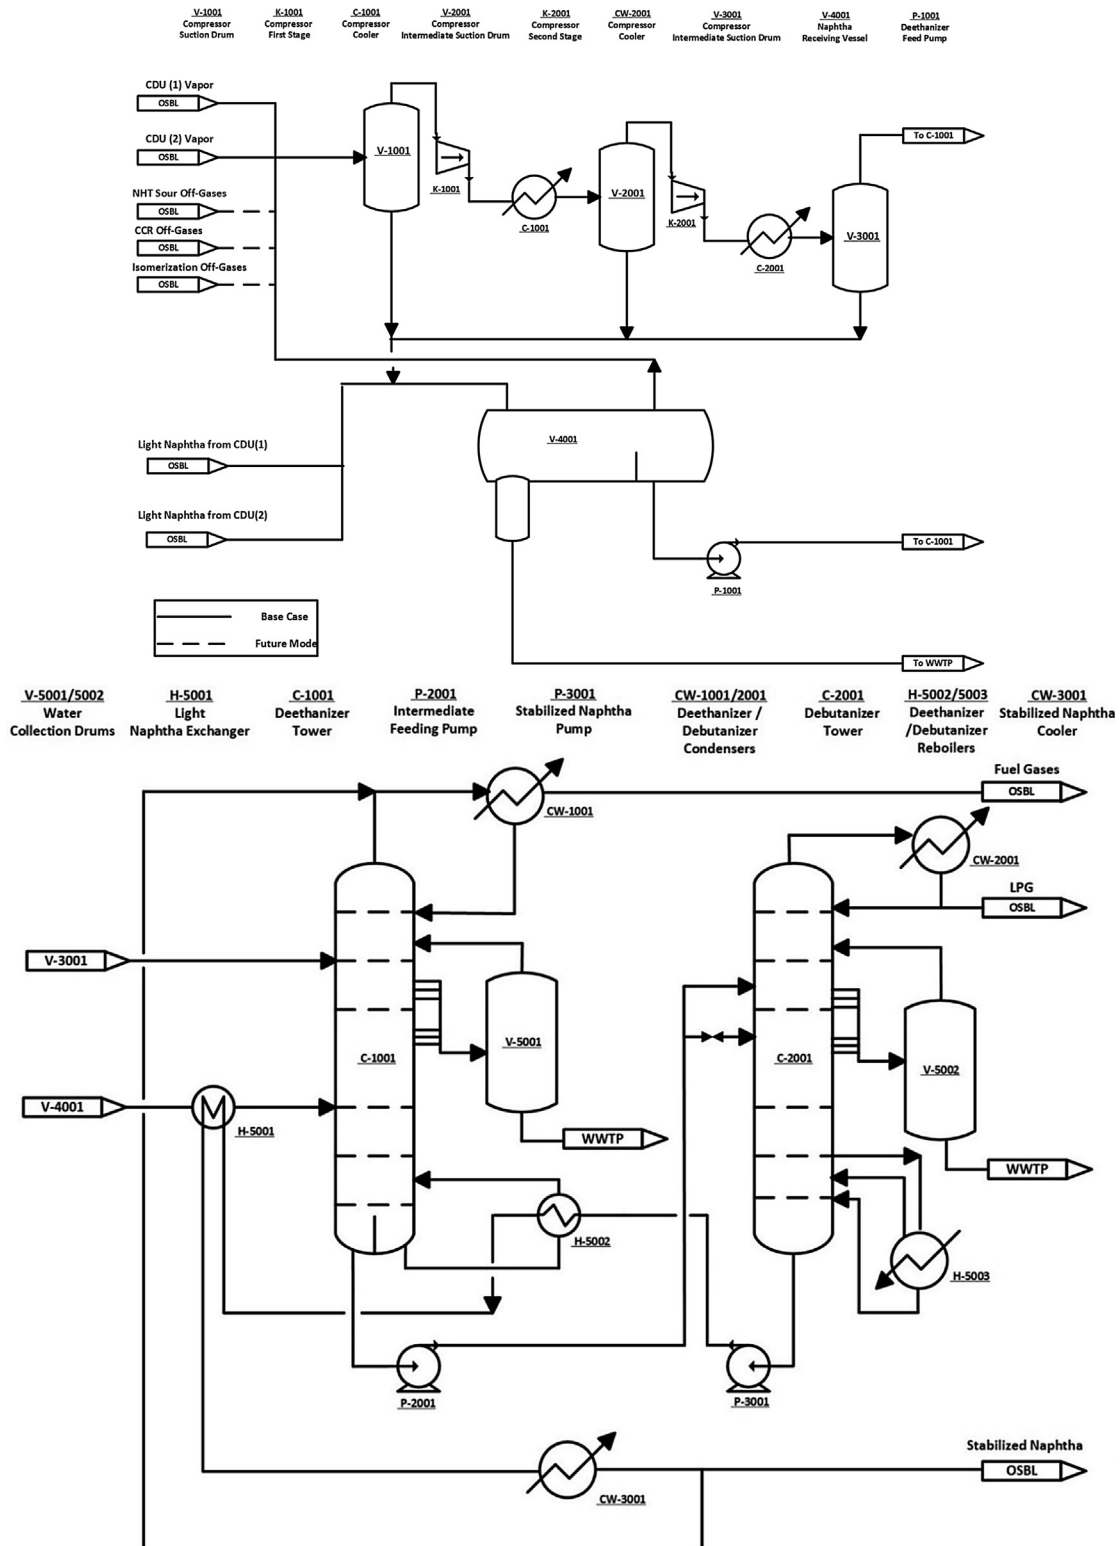 V-1001
Compressor
Suction Drum
K-1001
Compressor
First Stage
C-1001
Compressor
Cooler
V-2001
Compressor
Intermediate Suction Drum
K-2001
Compressor
Second Stage
CW-2001
Compressor
Cooler
V-3001
Compressor
Intermediate Suction Drum
V-4001
Naphtha
Receiving Vessel
P-1001
Deethanizer
Feed Pump
CDU (1) Vapor
OSBL
CDU (2) Vapor
OSBL
NHT Sour Off-Gases
OSBL
CCR Off-Gases
OSBL
Isomerization Off-Gases
OSBL
V-1001
K-1001
C-1001
V-2001
K-2001
C-2001
V-3001
To C-1001
V-4001
Light Naphtha from CDU(1)
OSBL
Light Naphtha from CDU(2)
OSBL
To C-1001
P-1001
Base Case
Future Mode
To WWTP
V-5001/5002
Water
Collection Drums
H-5001
Light
Naphtha Exchanger
C-1001
Deethanizer
Tower
P-2001
Intermediate
Feeding Pump
P-3001
Stabilized Naphtha
Pump
CW-1001/2001
Deethanizer /
Debutanizer
Condensers
C-2001
Debutanizer
Tower
H-5002/5003
Deethanizer
/Debutanizer
Reboilers
CW-3001
Stabilized Naphtha
Cooler
Fuel Gases
OSBL
CW-1001
CW-2001
LPG
OSBL
V-3001
V-5001
C-1001
C-2001
V-5002
V-4001
H-5001
WWTP
WWTP
H-5002
H-5003
P-2001
P-3001
Stabilized Naphtha
OSBL
CW-3001